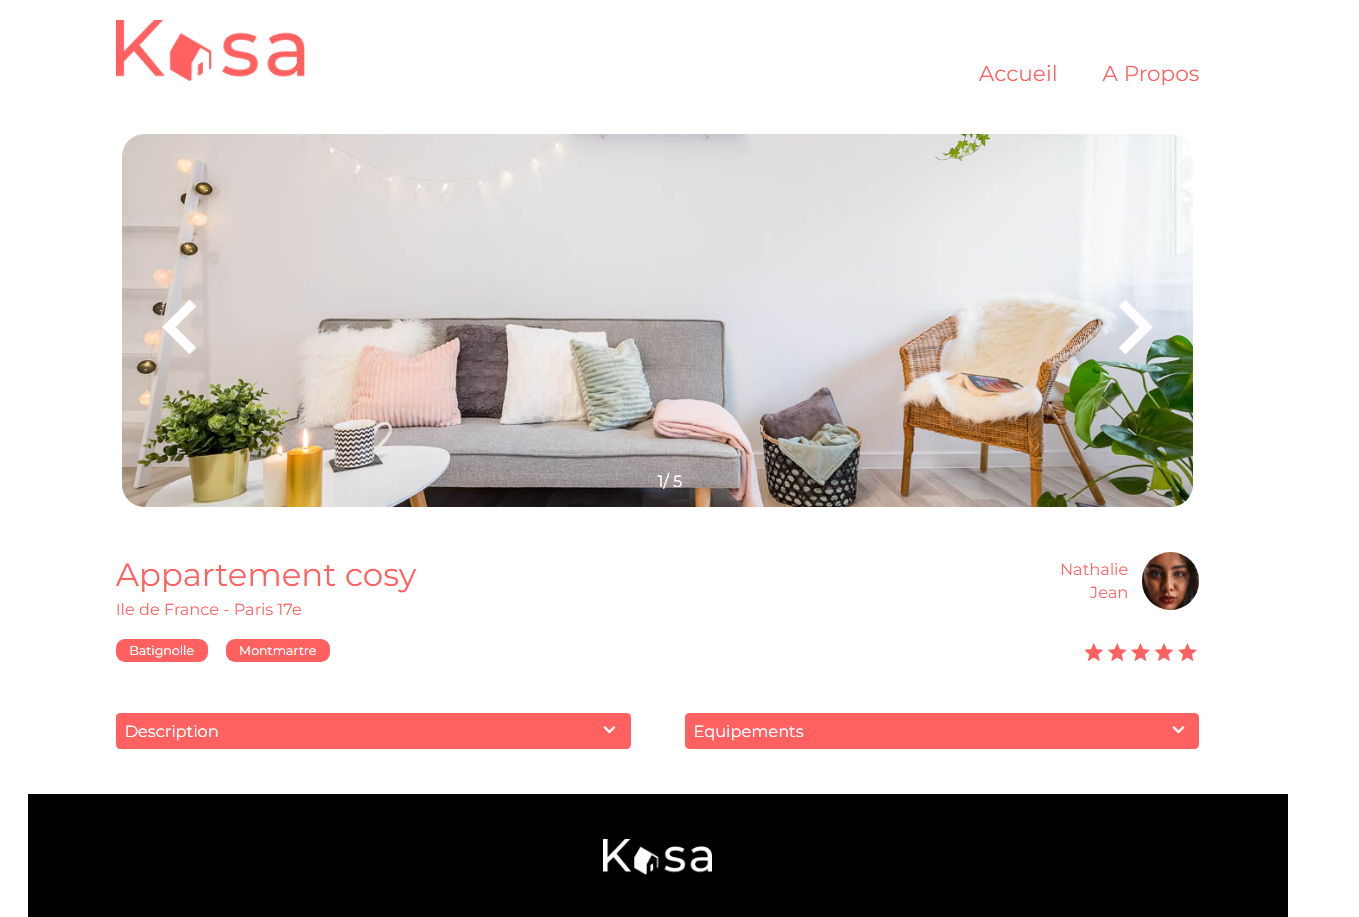 Kasa
Accueil
A Propos
1/ 5
Appartement cosy
Ile de France - Paris 17e
Batignolle
Montmartre
Nathalie
Jean
Description
Equipements
Kasa